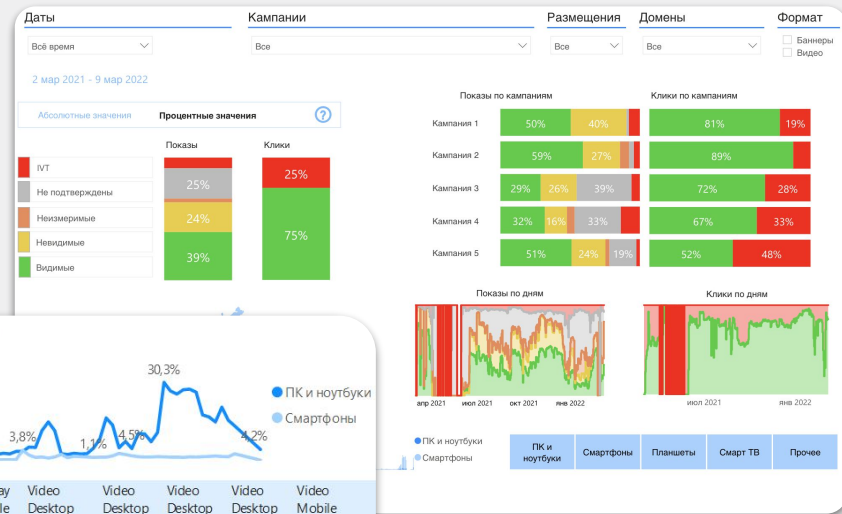 Даты
Кампании
Размещения
Домены
Формат
Всё время
Все
Все
Все
Баннеры
Видео
2 мар 2021 - 9 мар 2022
Абсолютные значения
Процентные значения
?
Показы
Клики
IVT
Не подтверждены
Неизмеримые
Невидимые
Видимые
25%
24%
39%
25%
75%
Показы по кампаниям
Клики по кампаниям
Кампания 1
50%
40%
81%
19%
Кампания 2
59%
27%
89%
Кампания 3
29%
26%
39%
72%
28%
Кампания 4
32%
16%
33%
67%
33%
Кампания 5
51%
24%
19%
52%
48%
Показы по дням
Клики по дням
апр 2021
июл 2021
окт 2021
янв 2022
июл 2021
янв 2022
ПК и ноутбуки
Смартфоны
ПК и
ноутбуки
Смартфоны
Планшеты
Смарт ТВ
Прочее
30,3%
3,8%
1,1%
4,5%
4,2%
ПК и ноутбуки
Смартфоны
Video
Desktop
Video
Desktop
Video
Desktop
Video
Desktop
Video
Mobile